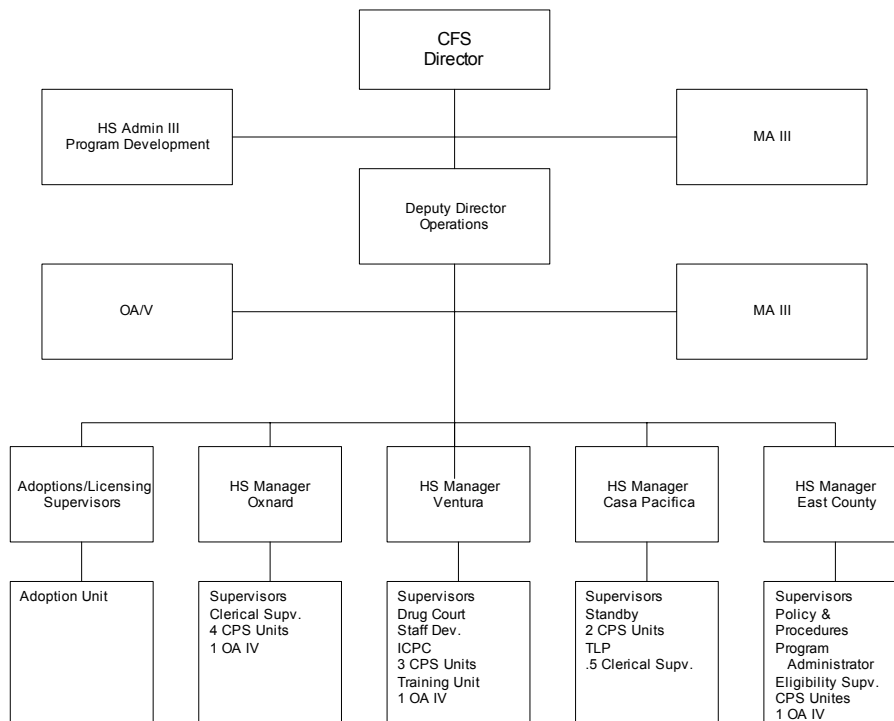 CFS
Director
HS Admin III
Program Development
MA III
Deputy Director
Operations
OA/V
MA III
Adoptions/Licensing
Supervisors
HS Manager
Oxnard
HS Manager
Ventura
HS Manager
Casa Pacifica
HS Manager
East County
Adoption Unit
Supervisors
Clerical Supv.
4 CPS Units
1 OA IV
Supervisors
Drug Court
Staff Dev.
ICPC
3 CPS Units
Training Unit
1 OA IV
Supervisors
Standby
2 CPS Units
TLP
.5 Clerical Supv.
Supervisors
Policy &
Procedures
Program
Administrator
Eligibility Supv.
CPS Unites
1 OA IV